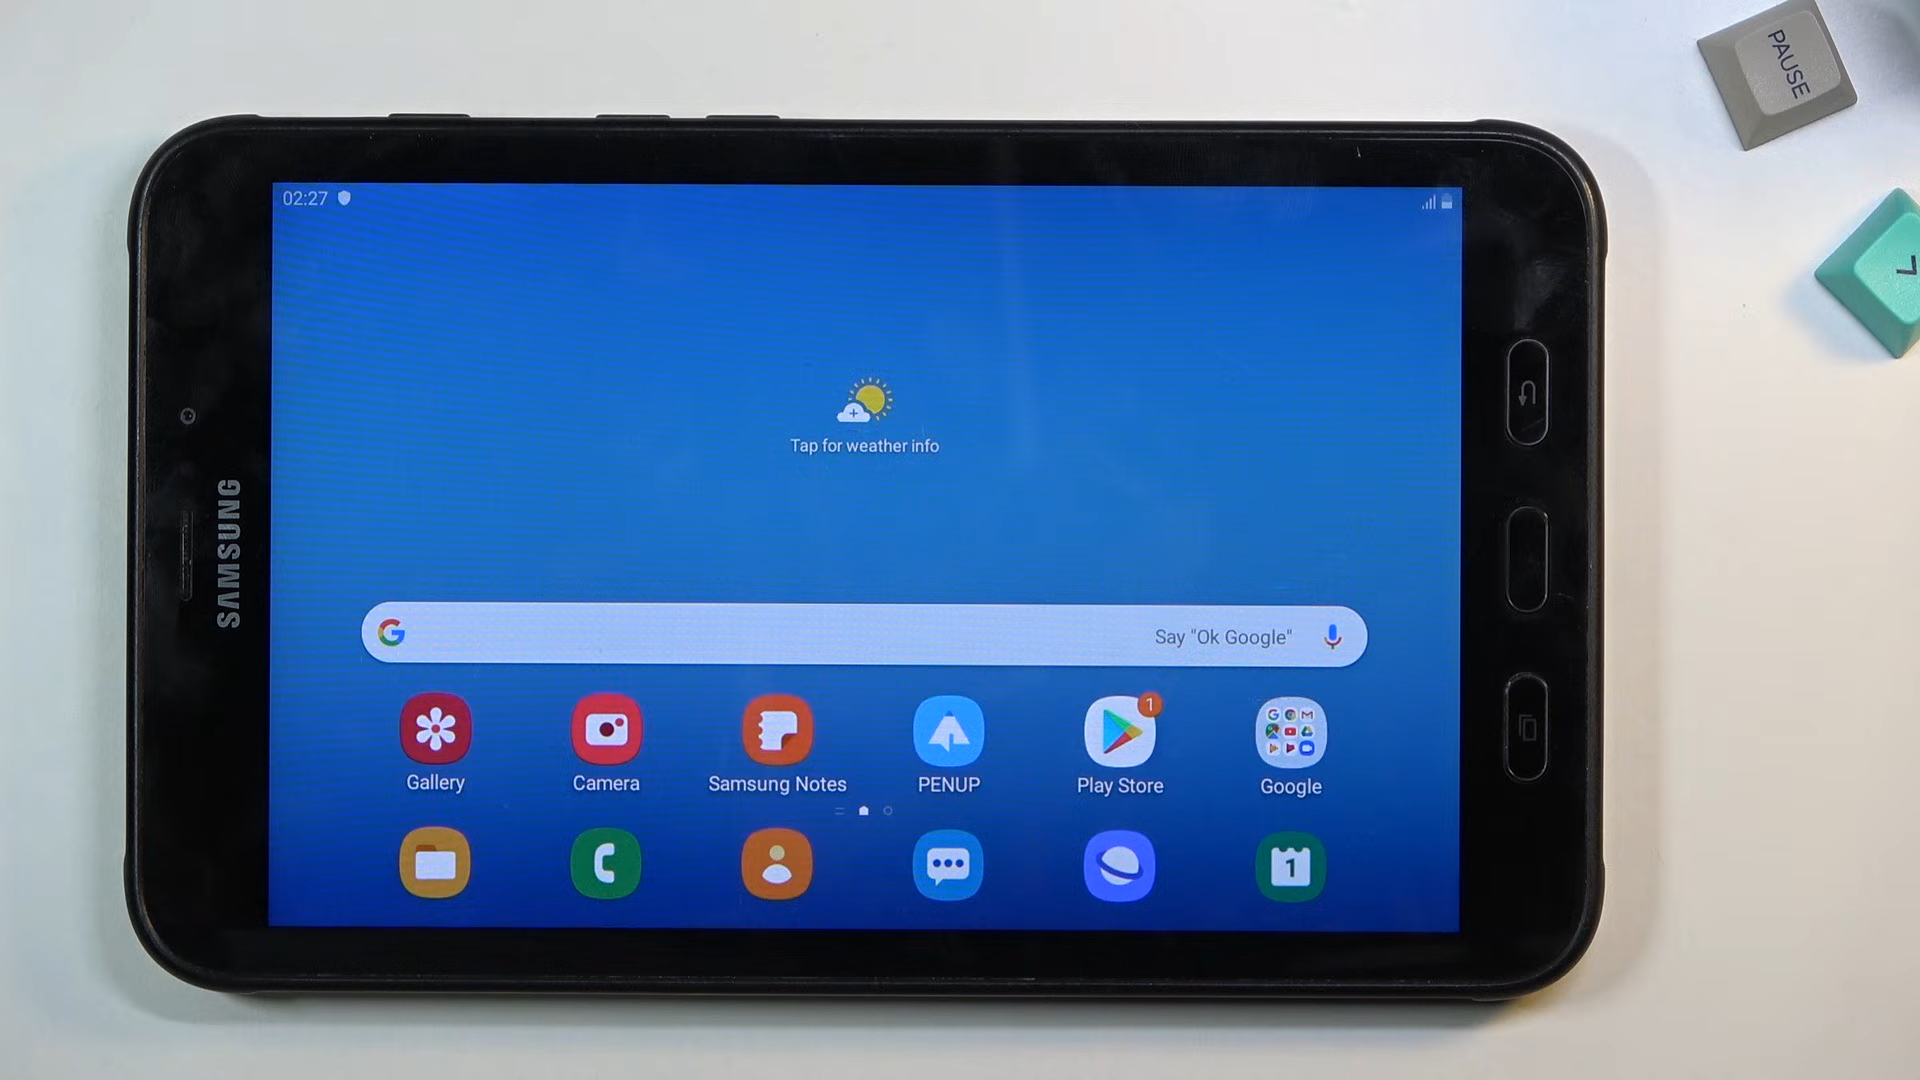 PAUSE
02:27
Tap for weather info
SAMSUNG
Say "Ok Google"
1
Gallery
Camera
Samsung Notes
PENUP
Play Store
Google
1